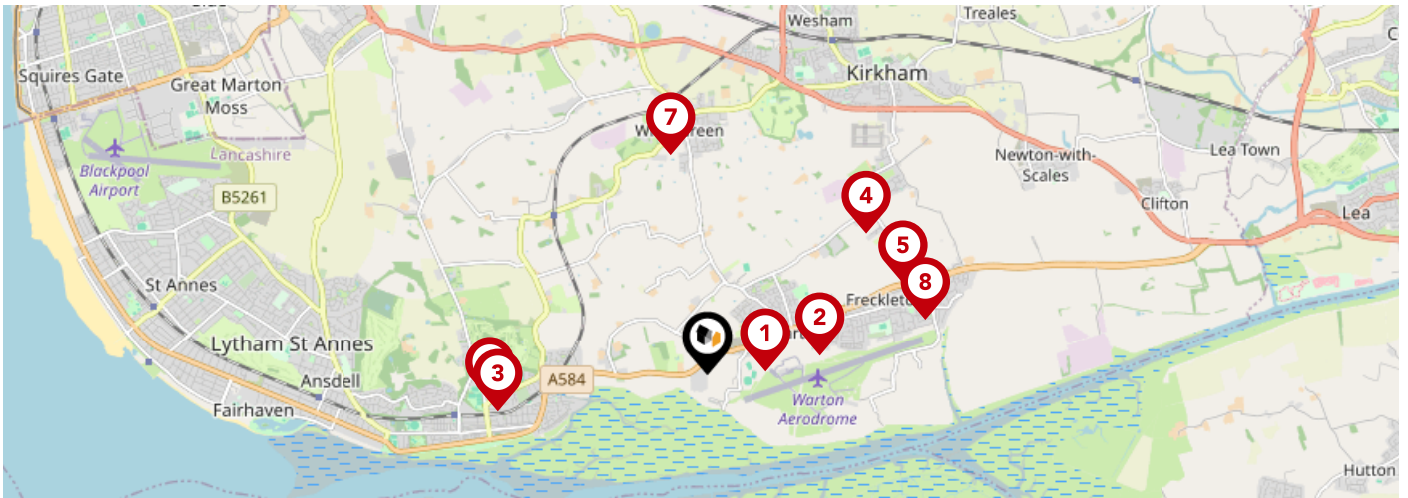 Wesham
Treales
Squires Gate
Great Marton
Moss
Kirkham
7
Lancashire
Blackpool
Airport
Newton-with-
Scales
Lea Town
B5261
4
Clifton
Lea
5
St Annes
8
1
2
Lytham St Annes
3
Ansdell
A584
Fairhaven
Warton
Aerodrome
Hutton